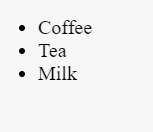 • Coffee
• Tea
• Milk